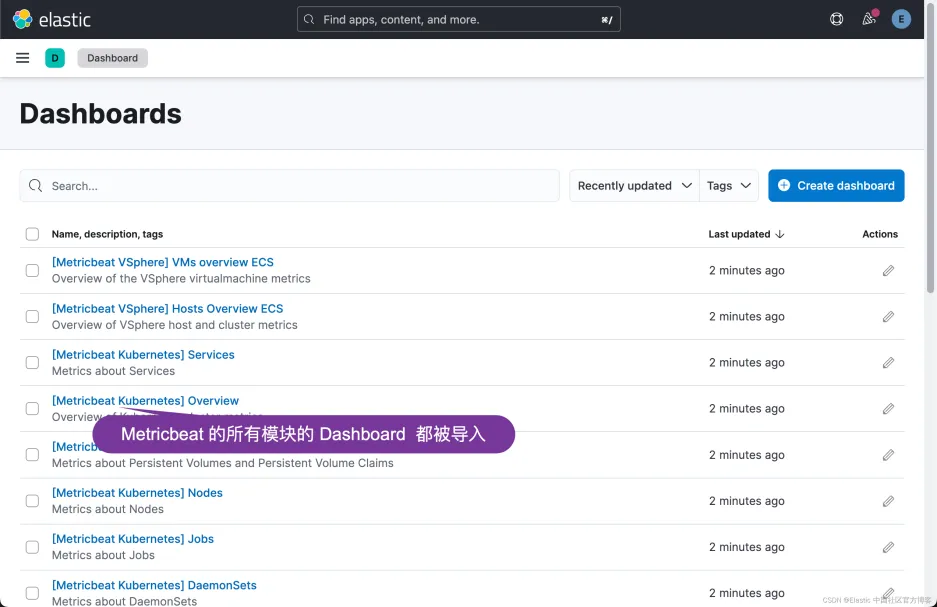 elastic
Find apps, content, and more.
⌘/
E
D
Dashboard
Dashboards
Search...
Recently updated
Tags
Create dashboard
Name, description, tags
Last updated
Actions
[Metricbeat VSphere] VMs overview ECS
Overview of the VSphere virtualmachine metrics
2 minutes ago
[Metricbeat VSphere] Hosts Overview ECS
Overview of VSphere host and cluster metrics
2 minutes ago
[Metricbeat Kubernetes] Services
Metrics about Services
2 minutes ago
[Metricbeat Kubernetes] Overview
Overview of
2 minutes ago
Metricbeat 的所有模块的 Dashboard 都被导入
[Metricb
Metrics about Persistent Volumes and Persistent Volume Claims
2 minutes ago
[Metricbeat Kubernetes] Nodes
Metrics about Nodes
2 minutes ago
[Metricbeat Kubernetes] Jobs
Metrics about Jobs
2 minutes ago
[Metricbeat Kubernetes] DaemonSets
Metrics about DaemonSets
2 minutes ago
CSDN @Elastic 中国社区官方博客